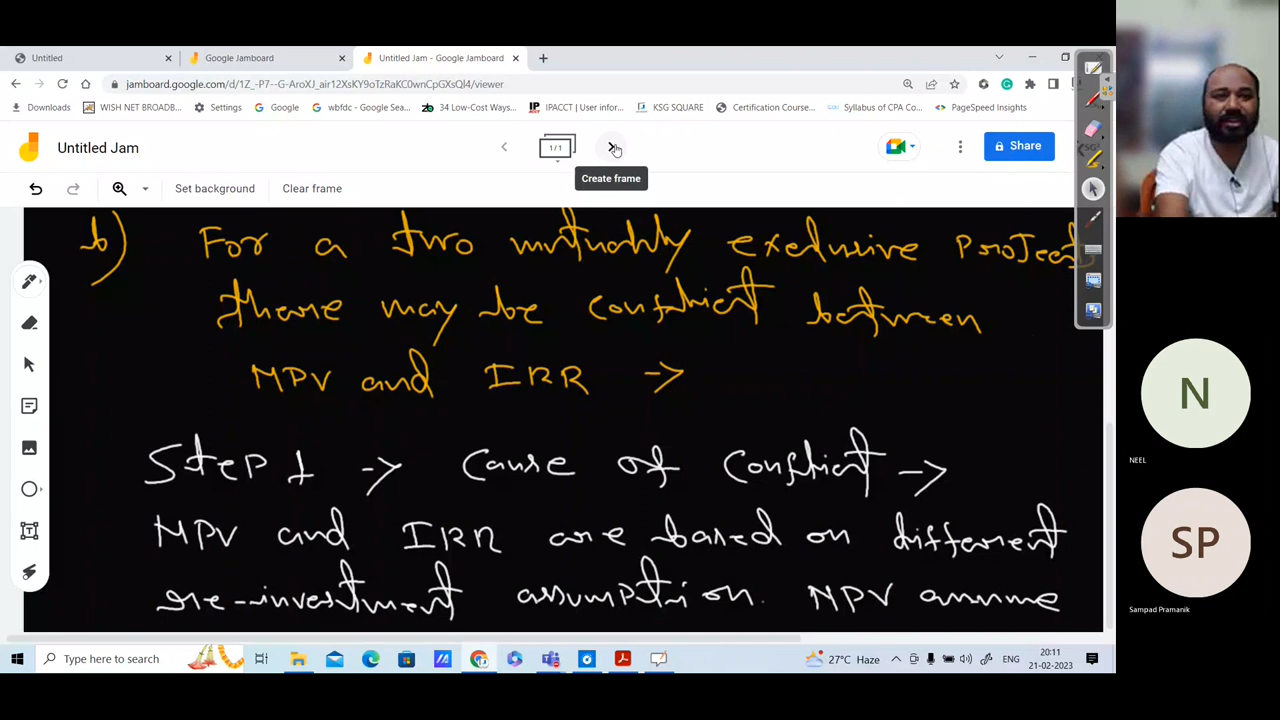 Untitled
Google Jamboard
Untitled Jam - Google Jamboard
jamboard.google.com/d/1Z_-P7--G-AroXJ_air12XsKY9oTzRaKC0wnCpGXsQl4/viewer
Downloads WISH NET BROADB... Settings Google wbfdc - Google Sea... 34 Low-Cost Ways... IPACCT | User infor... KSG SQUARE Certification Course... Syllabus of CPA Co... PageSpeed Insights
Untitled Jam 1/1 Share
Create frame
Set background Clear frame
b) For a two mutually exclusive Projects
there may be conflict between
NPV and IRR →
Step 1 → Cause of Conflict →
NPV and IRR are based on different
re-investment assumption. NPV assume
N
NEEL
SP
Sampad Pramanik
Type here to search 27°C Haze ENG 20:11
21-02-2023